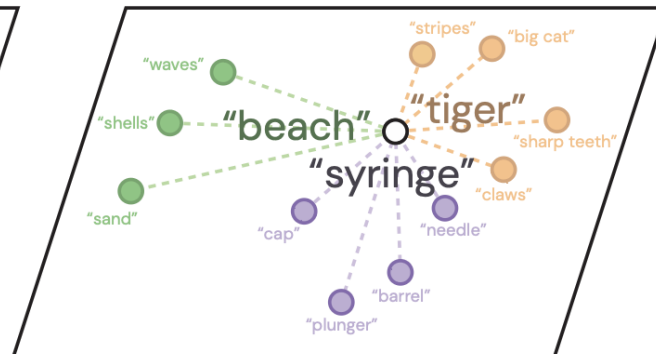 “stripes”
“big cat”
“waves”
“tiger”
“shells”
“beach”
“sharp teeth”
“syringe”
“claws”
“sand”
“cap”
“needle”
“barrel”
“plunger”